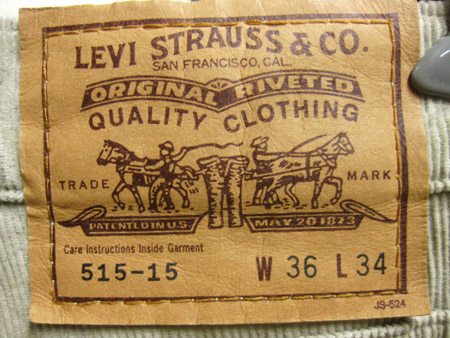 LEVI STRAUSS & CO.
SAN FRANCISCO, CAL.
ORIGINAL RIVETED
QUALITY CLOTHING
TRADE MARK
PATENTED IN U.S. MAY 20 1873
Care Instructions Inside Garment
515-15 W 36 L 34
JS-524